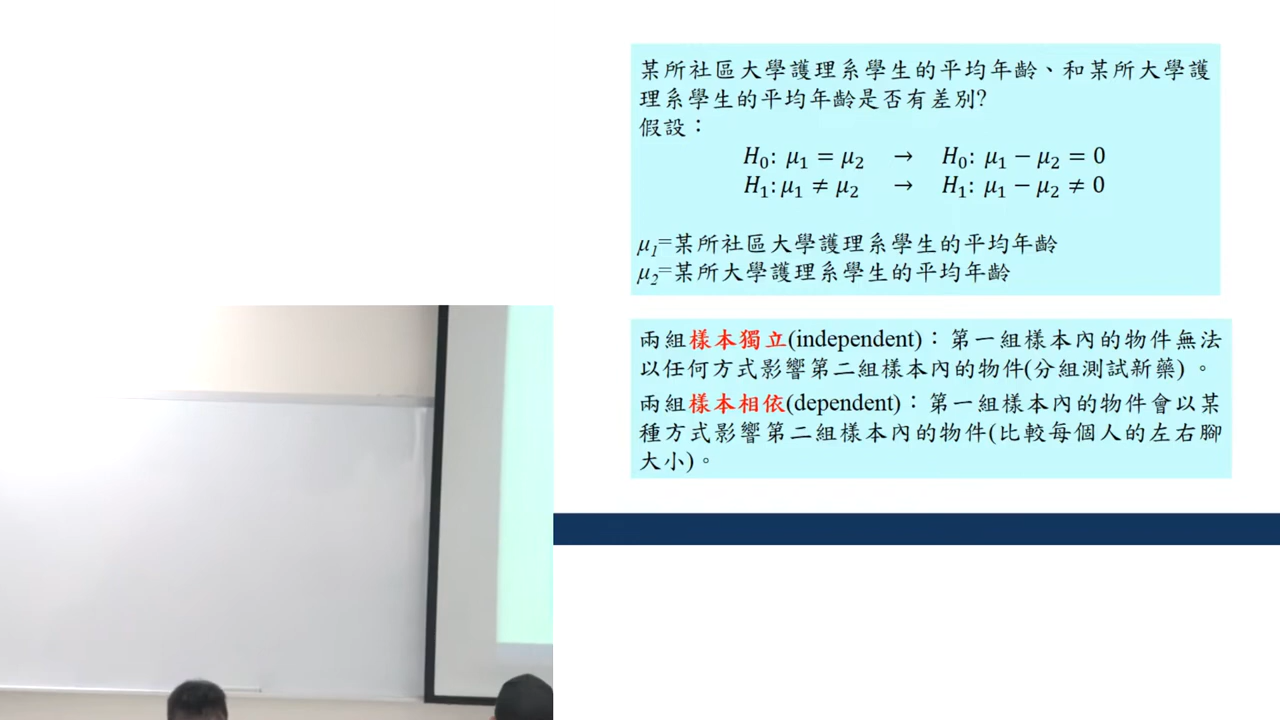 某所社區大學護理系學生的平均年齡、和某所大學護
理系學生的平均年齡是否有差別?
假設：
H₀: μ₁ = μ₂ → H₀: μ₁ − μ₂ = 0
H₁: μ₁ ≠ μ₂ → H₁: μ₁ − μ₂ ≠ 0
μ₁=某所社區大學護理系學生的平均年齡
μ₂=某所大學護理系學生的平均年齡
兩組樣本獨立(independent)：第一組樣本內的物件無法
以任何方式影響第二組樣本內的物件(分組測試新藥)。
兩組樣本相依(dependent)：第一組樣本內的物件會以某
種方式影響第二組樣本內的物件(比較每個人的左右腳
大小)。